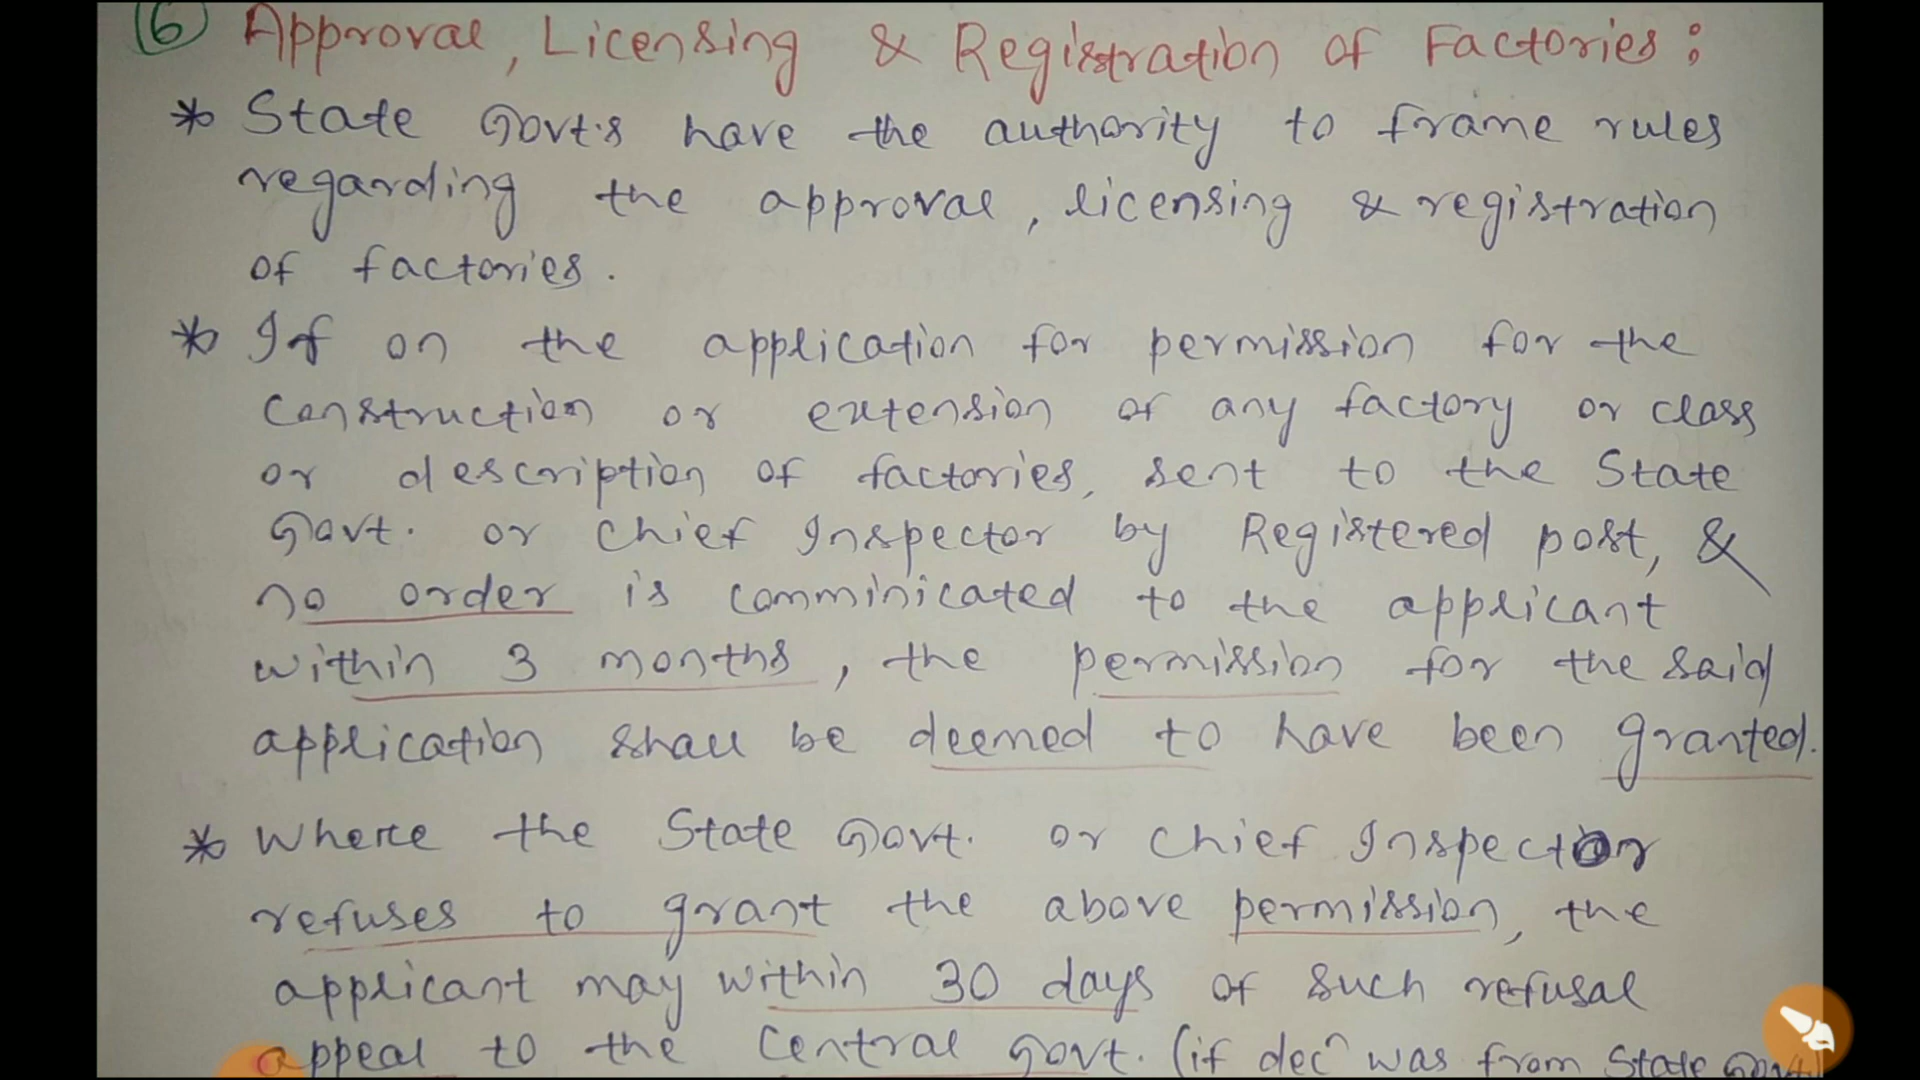 6 Approval, Licensing & Registration of Factories :
* State Govt's have the authority to frame rules
regarding the approval, licensing & registration
of factories.
* If on the application for permission for the
construction or extension of any factory or class
or description of factories, sent to the State
Govt. or Chief Inspector by Registered post, &
no order is comminicated to the applicant
within 3 months, the permission for the said
application shall be deemed to have been granted.
* Where the State Govt. or Chief Inspector
refuses to grant the above permission, the
applicant may within 30 days of such refusal
appeal to the Central Govt. (if decn was from State Govt)